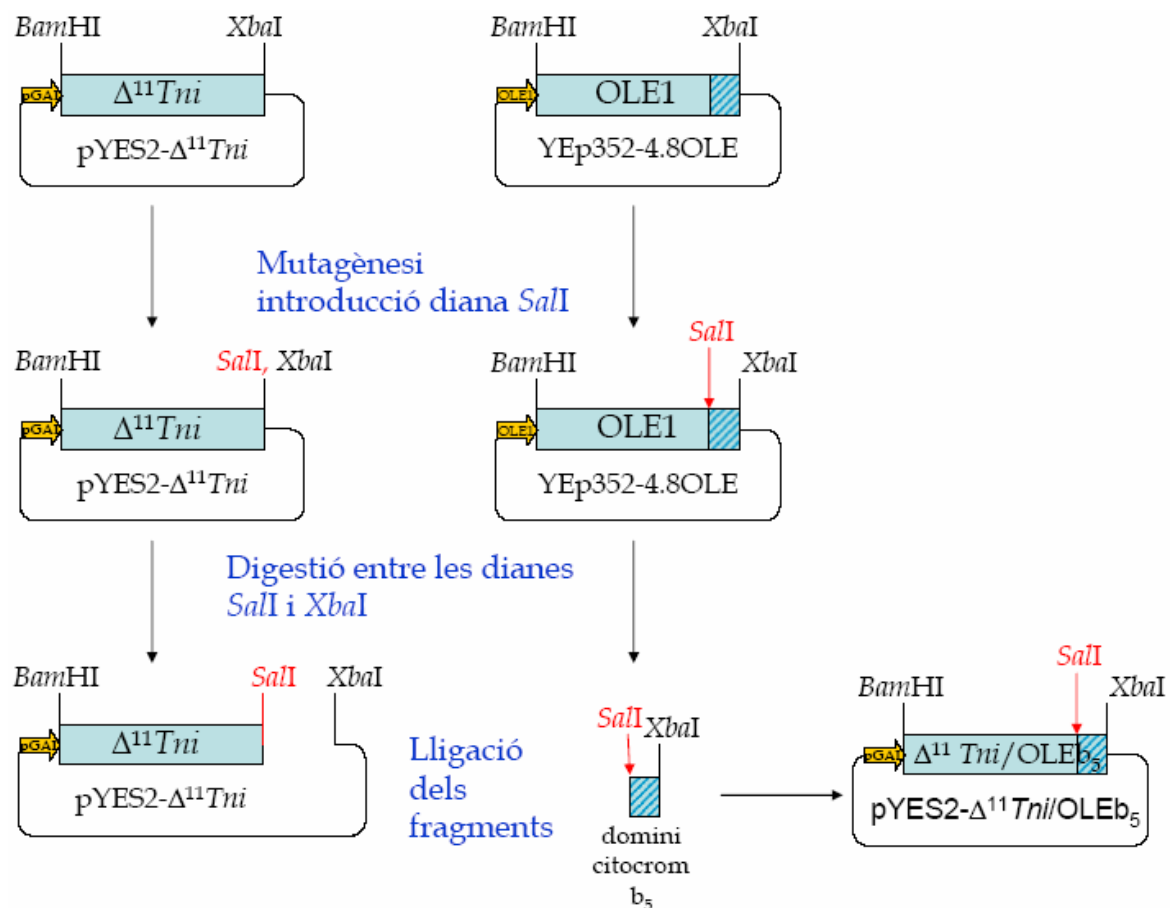 BamHI XbaI BamHI XbaI
pGAL Δ¹¹Tni OLE1 OLE1
pYES2-Δ¹¹Tni YEp352-4.8OLE
Mutagènesi
introducció diana SalI
SalI
BamHI SalI, XbaI BamHI XbaI
pGAL Δ¹¹Tni OLE1 OLE1
pYES2-Δ¹¹Tni YEp352-4.8OLE
Digestió entre les dianes
SalI i XbaI
BamHI SalI XbaI
pGAL Δ¹¹Tni
pYES2-Δ¹¹Tni
Lligació
dels
fragments
SalI
XbaI
domini
citocrom
b₅
SalI
BamHI XbaI
pGAL Δ¹¹ Tni/OLEb₅
pYES2-Δ¹¹Tni/OLEb₅